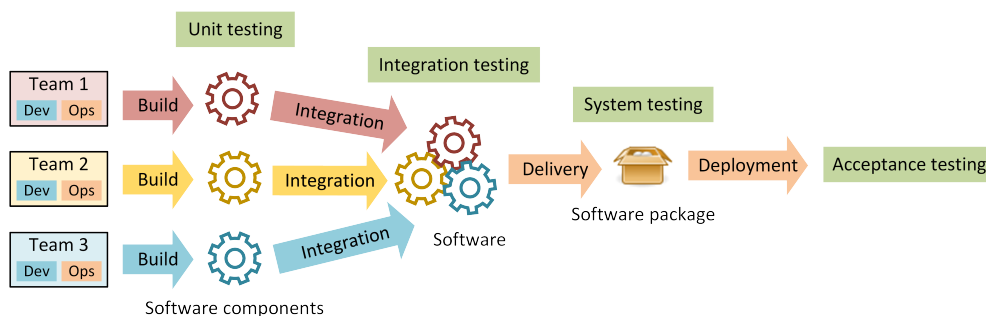 Unit testing
Integration testing
System testing
Acceptance testing
Team 1
Dev Ops
Build
Integration
Team 2
Dev Ops
Build
Integration
Team 3
Dev Ops
Build
Integration
Software components
Software
Delivery
Software package
Deployment